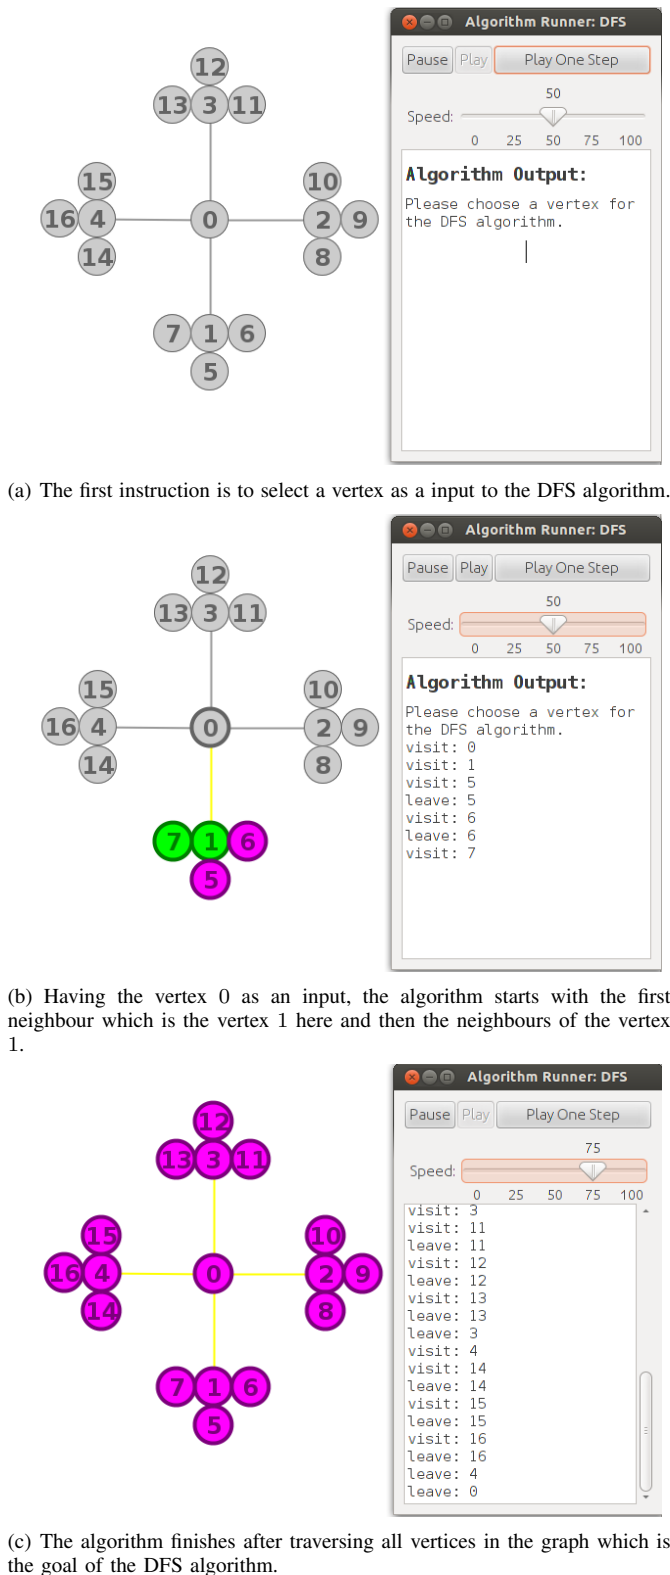 Algorithm Runner: DFS
Pause Play Play One Step
50
Speed:
0 25 50 75 100
Algorithm Output:
Please choose a vertex for
the DFS algorithm.
12
13 3 11
15
10
16 4
0
2 9
14
8
7 1 6
5
(a) The first instruction is to select a vertex as a input to the DFS algorithm.
Algorithm Runner: DFS
Pause Play Play One Step
50
Speed:
0 25 50 75 100
Algorithm Output:
Please choose a vertex for
the DFS algorithm.
visit: 0
visit: 1
visit: 5
leave: 5
visit: 6
leave: 6
visit: 7
12
13 3 11
15
10
16 4
0
2 9
14
8
7 1 6
5
(b) Having the vertex 0 as an input, the algorithm starts with the first
neighbour which is the vertex 1 here and then the neighbours of the vertex
1.
Algorithm Runner: DFS
Pause Play Play One Step
75
Speed:
0 25 50 75 100
visit: 3
visit: 11
leave: 11
visit: 12
leave: 12
visit: 13
leave: 13
leave: 3
visit: 4
visit: 14
leave: 14
visit: 15
leave: 15
visit: 16
leave: 16
leave: 4
leave: 0
12
13 3 11
15
10
16 4
0
2 9
14
8
7 1 6
5
(c) The algorithm finishes after traversing all vertices in the graph which is
the goal of the DFS algorithm.